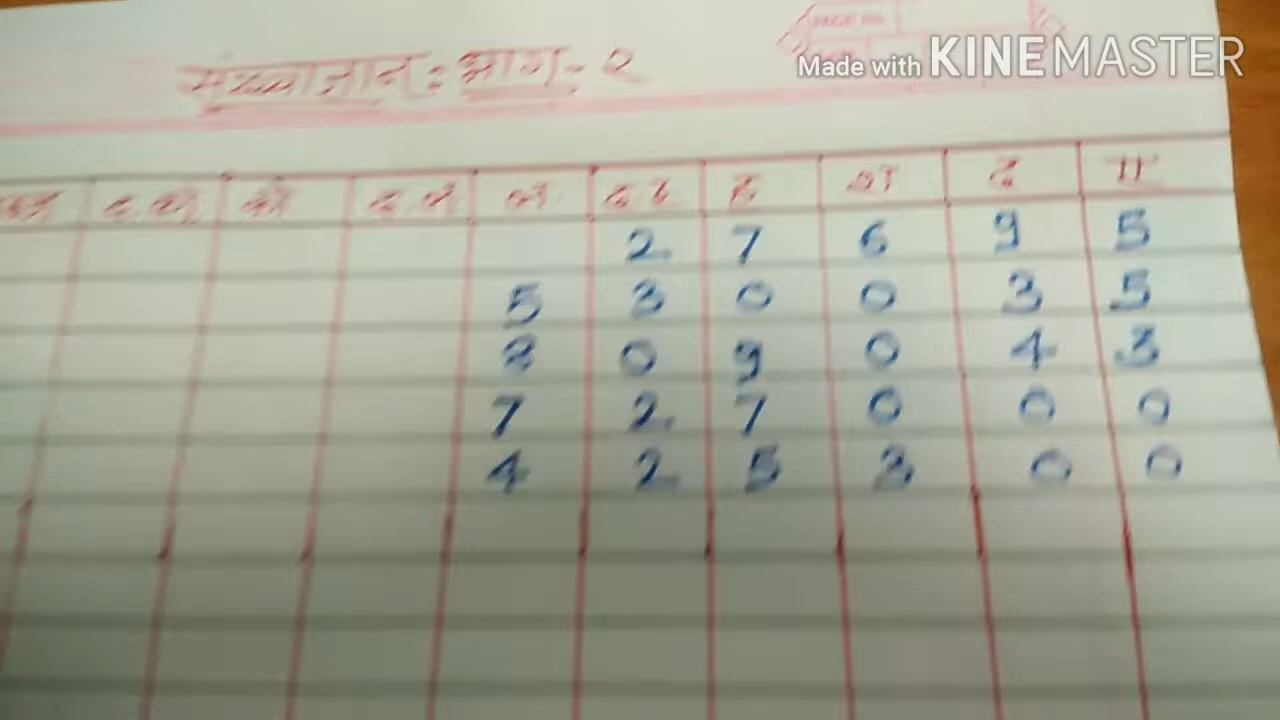 Made with KINEMASTER
संख्याज्ञान : भाग - २
द.को को द.ल ल. द.ह ह श द ए
2 7 6 9 5
5 3 0 0 3 5
8 0 9 0 4 3
7 2 7 0 0 0
4 2 5 3 0 0